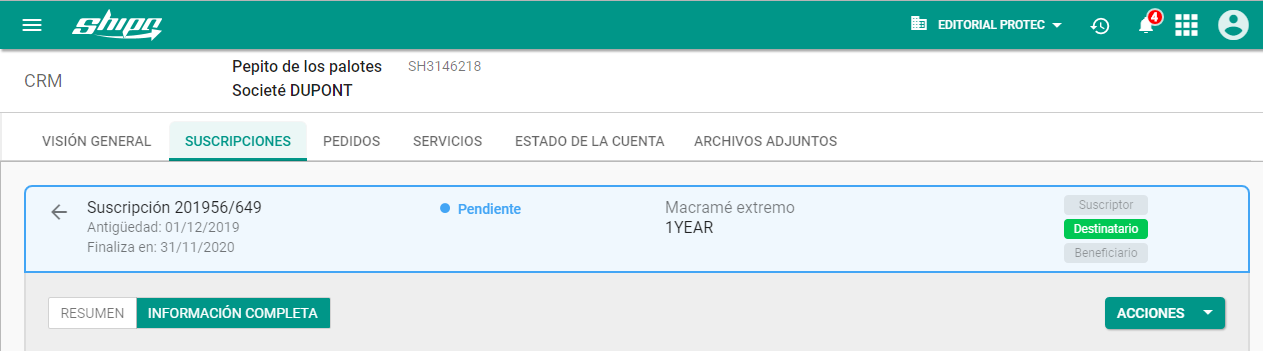 shipq
EDITORIAL PROTEC
4
CRM
Pepito de los palotes
SH3146218
Societé DUPONT
VISIÓN GENERAL
SUSCRIPCIONES
PEDIDOS
SERVICIOS
ESTADO DE LA CUENTA
ARCHIVOS ADJUNTOS
Suscripción 201956/649
Antigüedad: 01/12/2019
Finaliza en: 31/11/2020
Pendiente
Macramé extremo
1YEAR
Suscriptor
Destinatario
Beneficiario
RESUMEN
INFORMACIÓN COMPLETA
ACCIONES